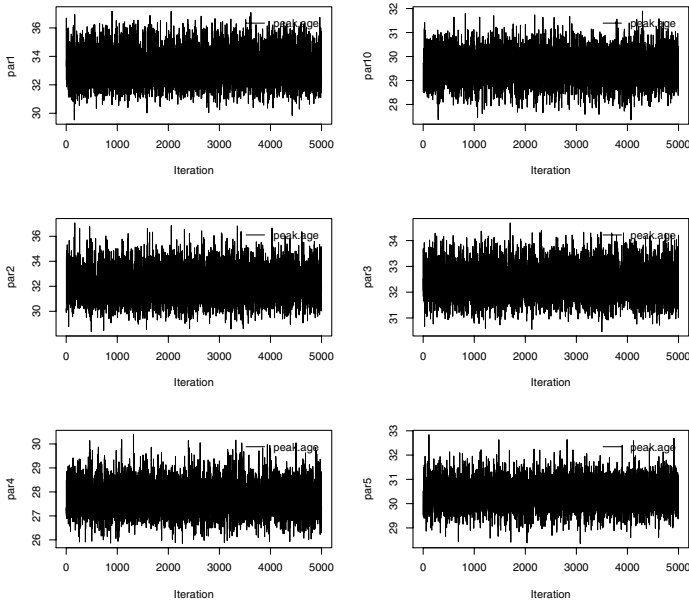 par1
30 32 34 36
peak.age
0 1000 2000 3000 4000 5000
Iteration
par10
28 29 30 31 32
peak.age
0 1000 2000 3000 4000 5000
Iteration
par2
30 32 34 36
peak.age
0 1000 2000 3000 4000 5000
Iteration
par3
31 32 33 34
peak.age
0 1000 2000 3000 4000 5000
Iteration
par4
26 27 28 29 30
peak.age
0 1000 2000 3000 4000 5000
Iteration
par5
29 30 31 32 33
peak.age
0 1000 2000 3000 4000 5000
Iteration